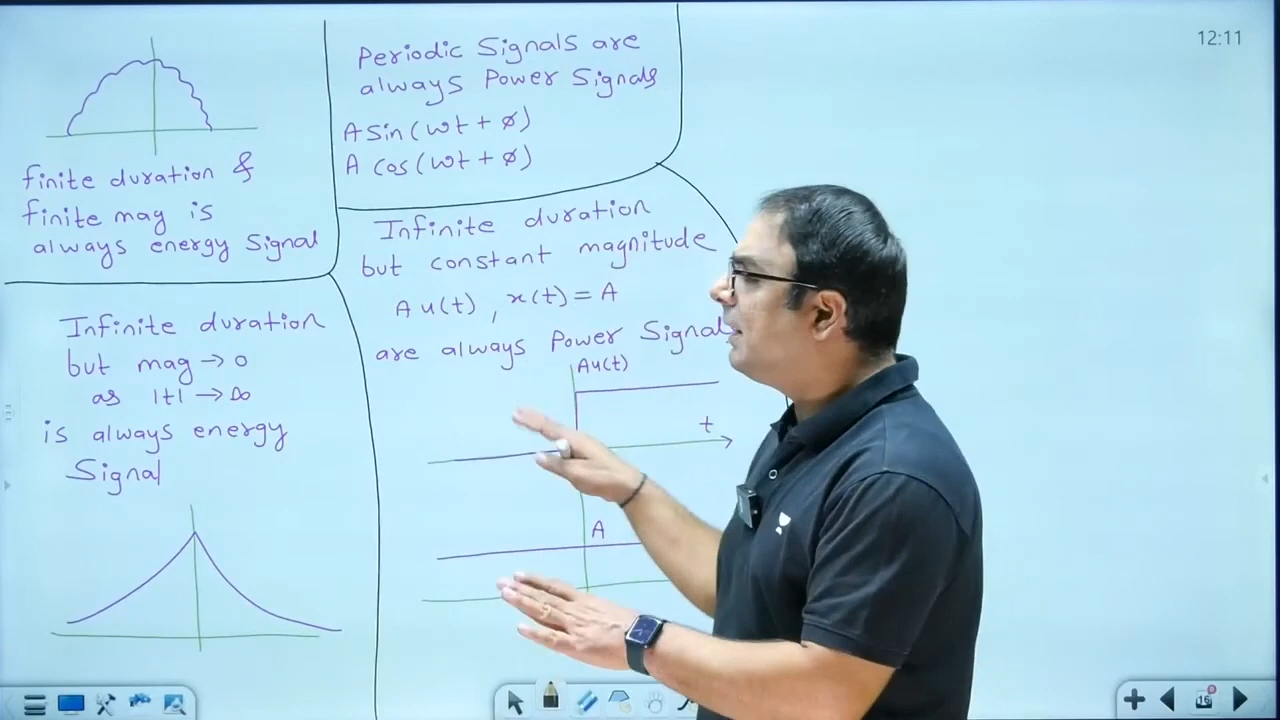 finite duration &
finite mag is
always energy Signal
Periodic Signals are
always Power Signals
A Sin(ωt + ø)
A cos(ωt + ø)
Infinite duration
but mag → 0
as |t| → ∞
is always energy
Signal
Infinite duration
but constant magnitude
A u(t), x(t) = A
are always Power Signal
Au(t)
t
A
12:11
16